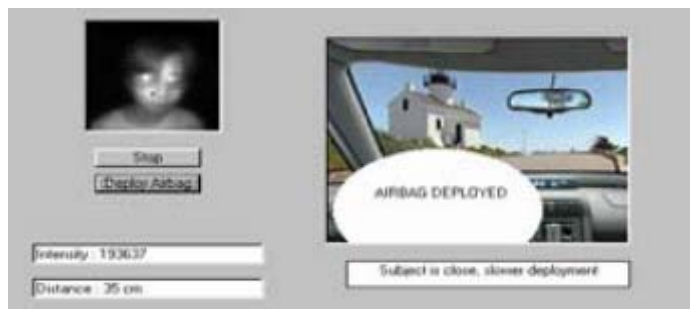 Stop
Deploy Airbag
Intensity : 193637
Distance : 35 cm
AIRBAG DEPLOYED
Subject is close, slower deployment